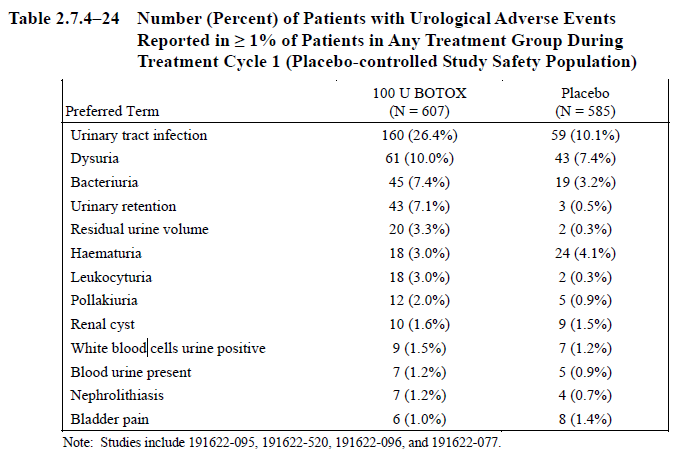 Table 2.7.4–24 Number (Percent) of Patients with Urological Adverse Events
Reported in ≥ 1% of Patients in Any Treatment Group During
Treatment Cycle 1 (Placebo-controlled Study Safety Population)
100 U BOTOX Placebo
Preferred Term (N = 607) (N = 585)
Urinary tract infection 160 (26.4%) 59 (10.1%)
Dysuria 61 (10.0%) 43 (7.4%)
Bacteriuria 45 (7.4%) 19 (3.2%)
Urinary retention 43 (7.1%) 3 (0.5%)
Residual urine volume 20 (3.3%) 2 (0.3%)
Haematuria 18 (3.0%) 24 (4.1%)
Leukocyturia 18 (3.0%) 2 (0.3%)
Pollakiuria 12 (2.0%) 5 (0.9%)
Renal cyst 10 (1.6%) 9 (1.5%)
White blood cells urine positive 9 (1.5%) 7 (1.2%)
Blood urine present 7 (1.2%) 5 (0.9%)
Nephrolithiasis 7 (1.2%) 4 (0.7%)
Bladder pain 6 (1.0%) 8 (1.4%)
Note: Studies include 191622-095, 191622-520, 191622-096, and 191622-077.